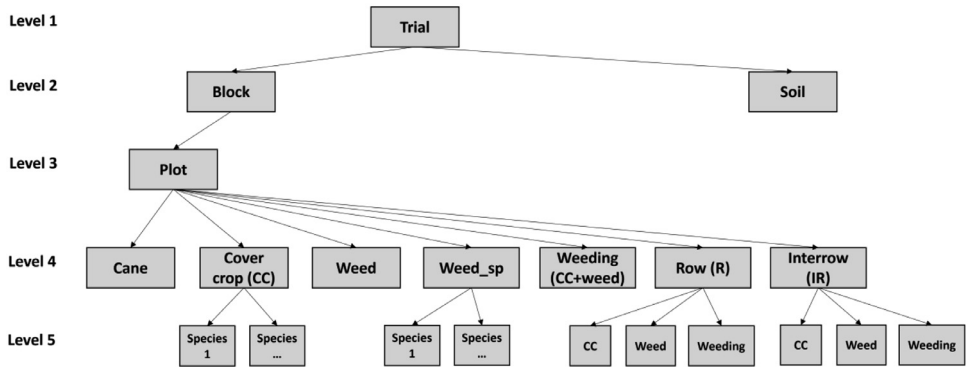 Level 1
Trial
Level 2
Block
Soil
Level 3
Plot
Level 4
Cane
Cover
crop (CC)
Weed
Weed_sp
Weeding
(CC+weed)
Row (R)
Interrow
(IR)
Level 5
Species
1
Species
...
Species
1
Species
...
CC
Weed
Weeding
CC
Weed
Weeding